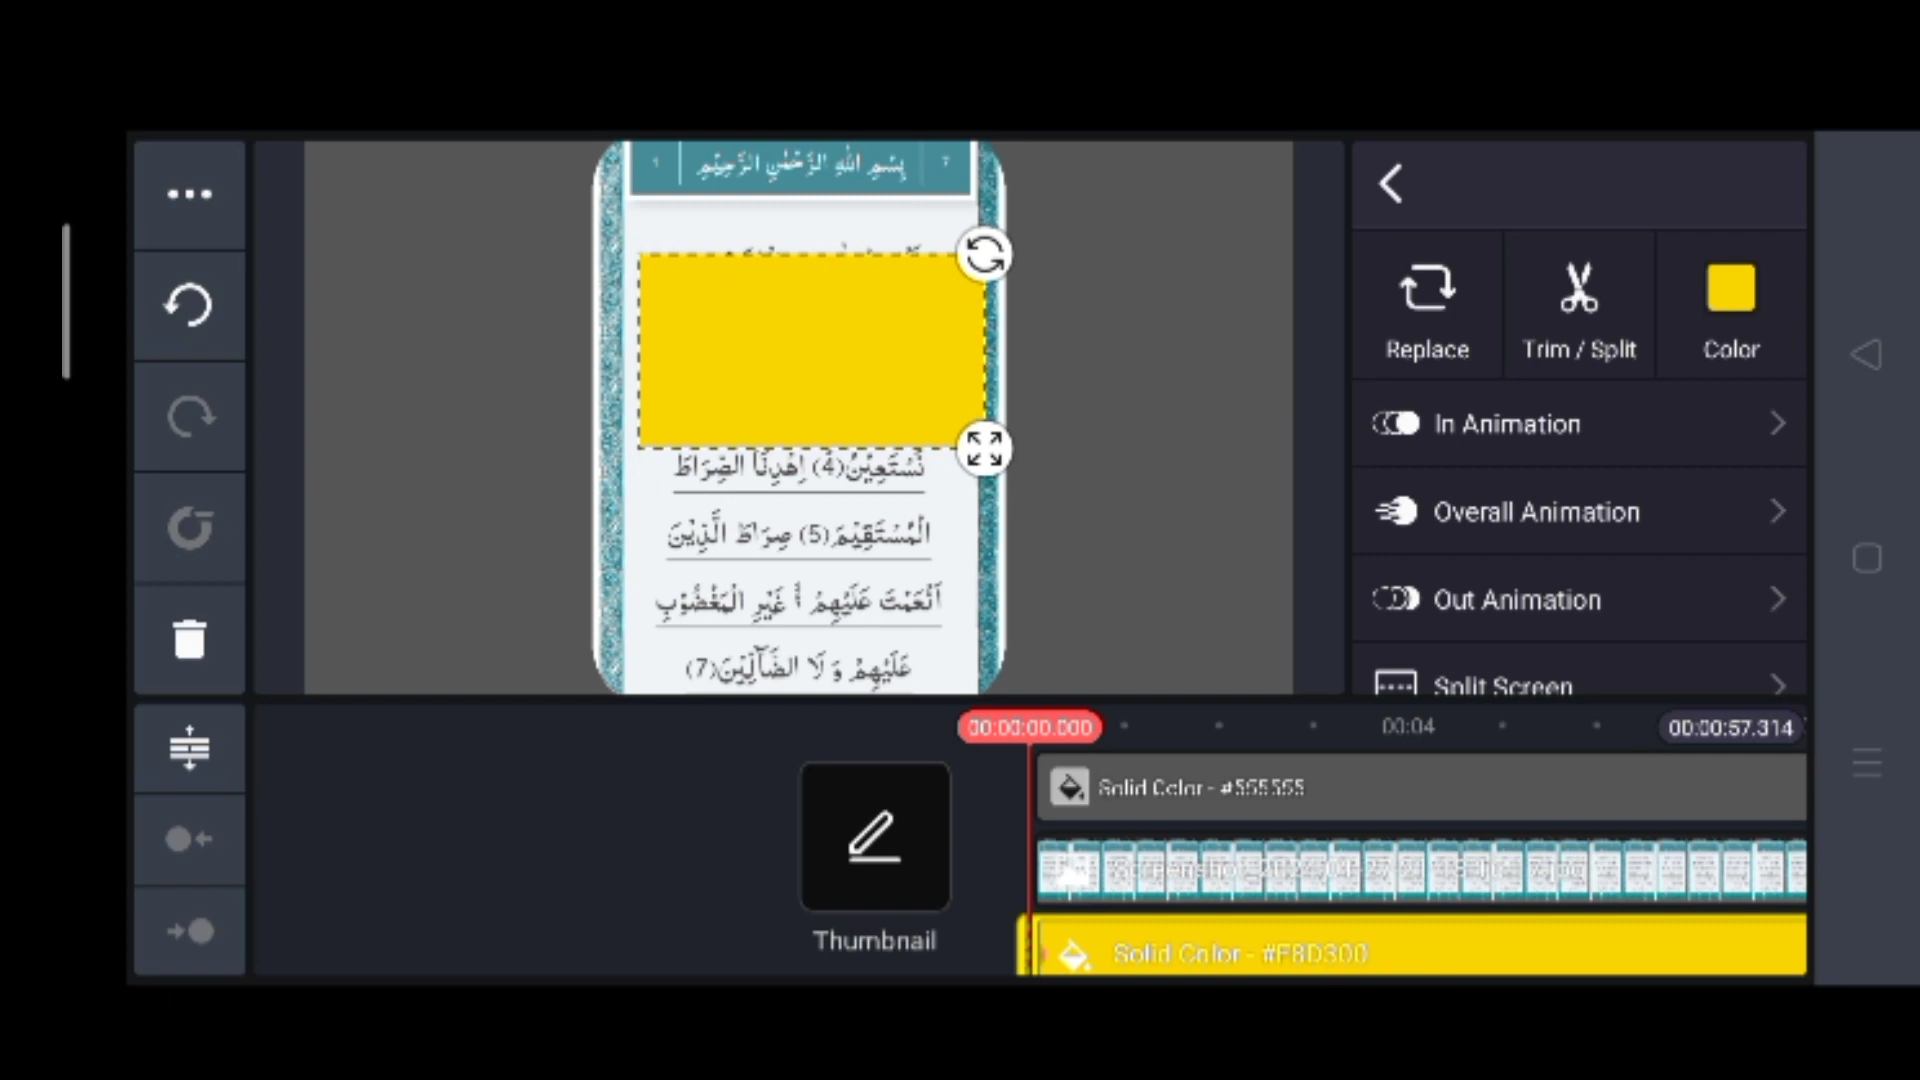 بِسْمِ اللّٰهِ الرَّحْمٰنِ الرَّحِيْمِ
نَسْتَعِيْنُ(4) اِهْدِنَا الصِّرَاطَ
الْمُسْتَقِيْمَ(5) صِرَاطَ الَّذِيْنَ
اَنْعَمْتَ عَلَيْهِمْ غَيْرِ الْمَغْضُوْبِ
عَلَيْهِمْ وَ لَا الضَّآلِّيْنَ(7)
Replace
Trim / Split
Color
In Animation
Overall Animation
Out Animation
Split Screen
00:00:00.000
00:04
00:00:57.314
Solid Color - #555555
Thumbnail
Solid Color - #F8D300